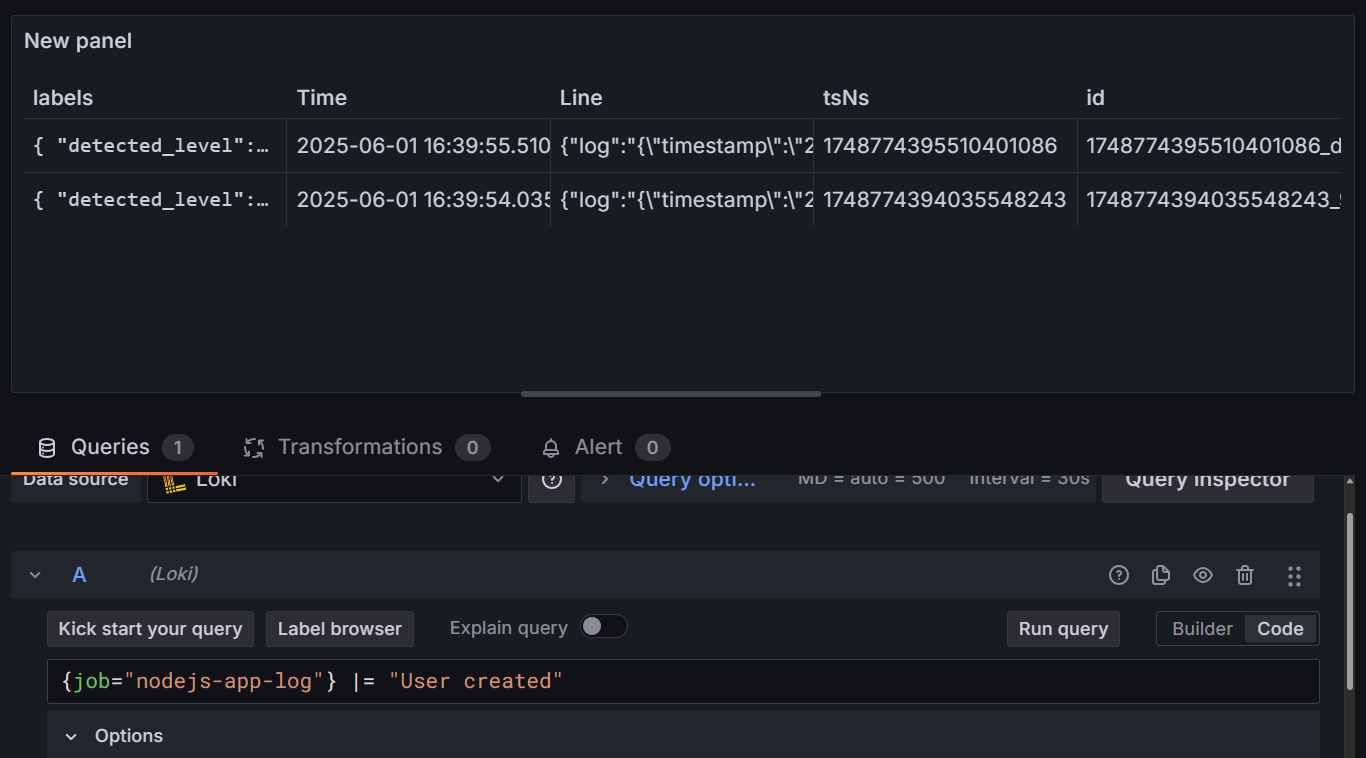 New panel
labels Time Line tsNs id
{ "detected_level":… 2025-06-01 16:39:55.510 {"log":"{\"timestamp\":\"2 1748774395510401086 1748774395510401086_d
{ "detected_level":… 2025-06-01 16:39:54.035 {"log":"{\"timestamp\":\"2 1748774394035548243 1748774394035548243_
Queries 1 Transformations 0 Alert 0
Data source Loki Query opti... MD = auto = 500 Interval = 30s Query inspector
A (Loki)
Kick start your query Label browser Explain query Run query Builder Code
{job="nodejs-app-log"} |= "User created"
Options